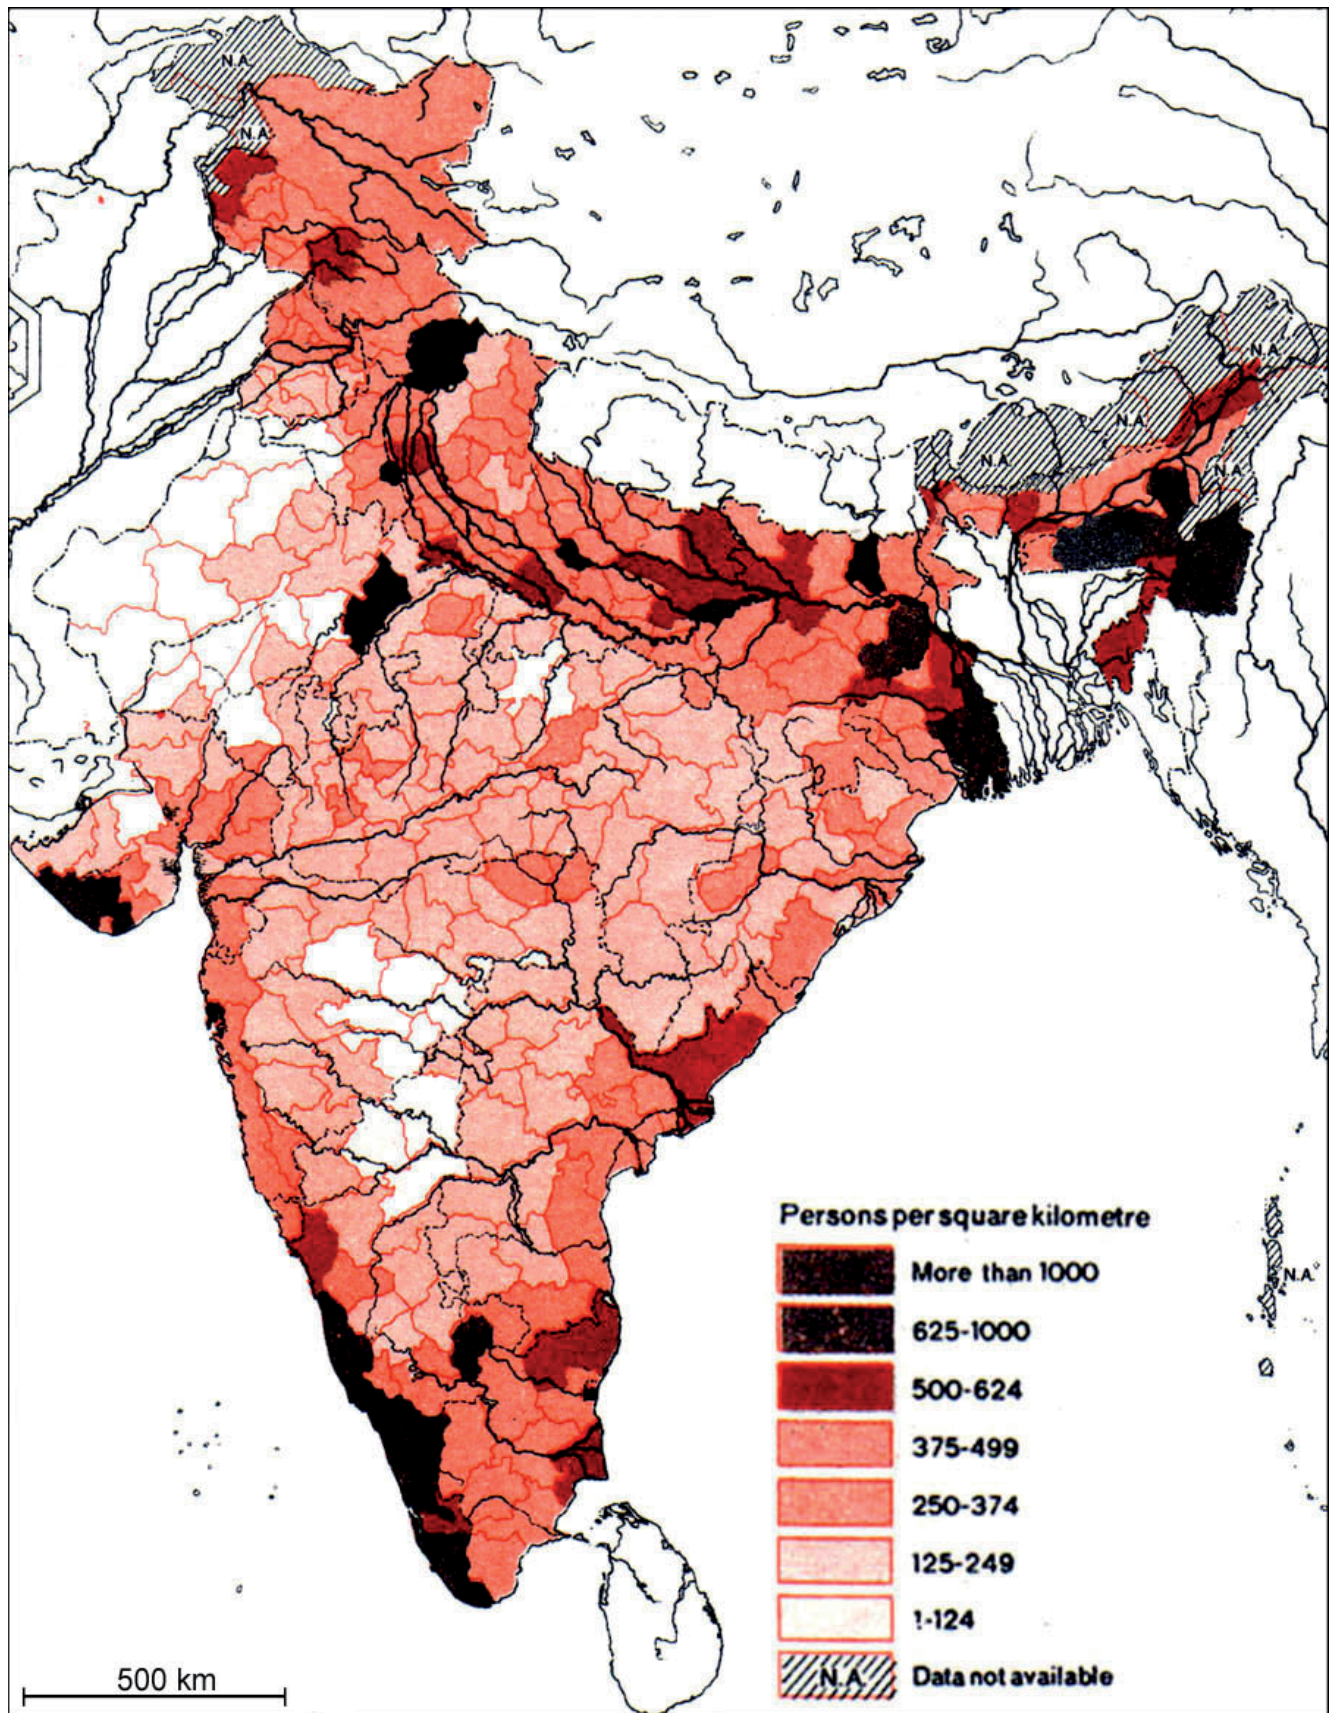 N.A.
N.A
N.A.
N.A.
N.A.
N.A.
Persons per square kilometre
More than 1000
625-1000
500-624
375-499
250-374
125-249
1-124
N.A. Data not available
N.A.
500 km